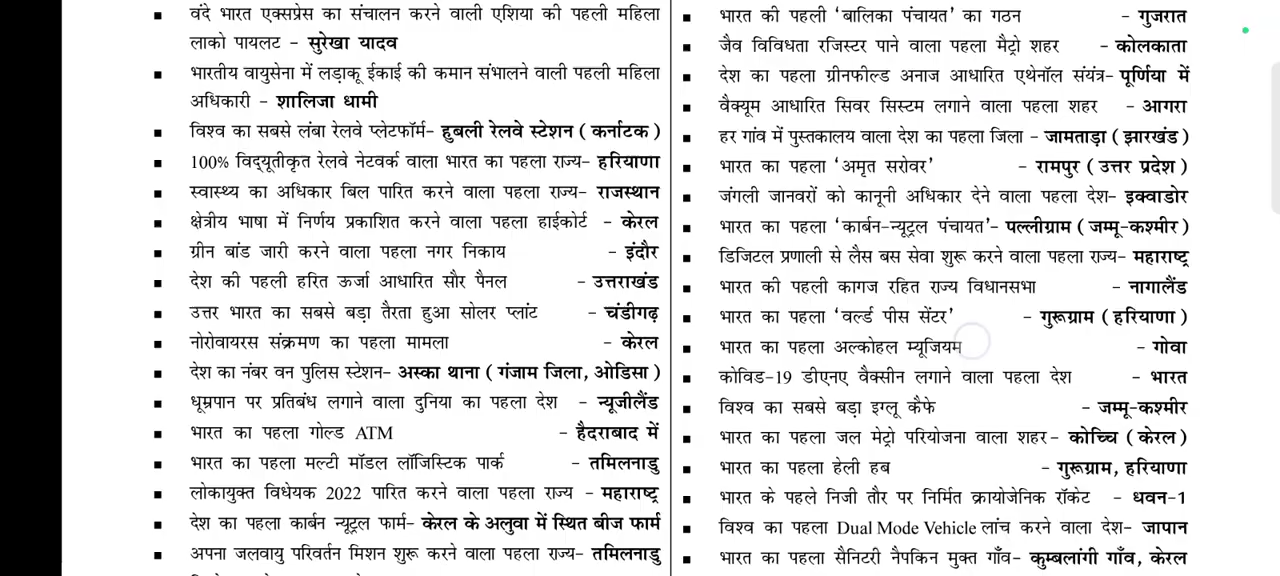 वंदे भारत एक्सप्रेस का संचालन करने वाली एशिया की पहली महिला
लाको पायलट - सुरेखा यादव
▪ भारतीय वायुसेना में लड़ाकू ईकाई की कमान संभालने वाली पहली महिला
अधिकारी - शालिजा धामी
▪ विश्व का सबसे लंबा रेलवे प्लेटफॉर्म- हुबली रेलवे स्टेशन (कर्नाटक)
▪ 100% विद्यूतीकृत रेलवे नेटवर्क वाला भारत का पहला राज्य- हरियाणा
▪ स्वास्थ्य का अधिकार बिल पारित करने वाला पहला राज्य- राजस्थान
▪ क्षेत्रीय भाषा में निर्णय प्रकाशित करने वाला पहला हाईकोर्ट - केरल
▪ ग्रीन बांड जारी करने वाला पहला नगर निकाय - इंदौर
▪ देश की पहली हरित ऊर्जा आधारित सौर पैनल - उत्तराखंड
▪ उत्तर भारत का सबसे बड़ा तैरता हुआ सोलर प्लांट - चंडीगढ़
▪ नोरोवायरस संक्रमण का पहला मामला - केरल
▪ देश का नंबर वन पुलिस स्टेशन- अस्का थाना (गंजाम जिला, ओडिसा)
▪ धूम्रपान पर प्रतिबंध लगाने वाला दुनिया का पहला देश - न्यूजीलैंड
▪ भारत का पहला गोल्ड ATM - हैदराबाद में
▪ भारत का पहला मल्टी मॉडल लॉजिस्टिक पार्क - तमिलनाडु
▪ लोकायुक्त विधेयक 2022 पारित करने वाला पहला राज्य - महाराष्ट्र
▪ देश का पहला कार्बन न्यूट्रल फार्म- केरल के अलुवा में स्थित बीज फार्म
▪ अपना जलवायु परिवर्तन मिशन शुरू करने वाला पहला राज्य- तमिलनाडु
▪ भारत की पहली ‘बालिका पंचायत’ का गठन - गुजरात
▪ जैव विविधता रजिस्टर पाने वाला पहला मैट्रो शहर - कोलकाता
▪ देश का पहला ग्रीनफील्ड अनाज आधारित एथेनॉल संयंत्र- पूर्णिया में
▪ वैक्यूम आधारित सिवर सिस्टम लगाने वाला पहला शहर - आगरा
▪ हर गांव में पुस्तकालय वाला देश का पहला जिला - जामताड़ा (झारखंड)
▪ भारत का पहला ‘अमृत सरोवर’ - रामपुर (उत्तर प्रदेश)
▪ जंगली जानवरों को कानूनी अधिकार देने वाला पहला देश- इक्वाडोर
▪ भारत का पहला ‘कार्बन-न्यूट्रल पंचायत’- पल्लीग्राम (जम्मू-कश्मीर)
▪ डिजिटल प्रणाली से लैस बस सेवा शुरू करने वाला पहला राज्य- महाराष्ट्र
▪ भारत की पहली कागज रहित राज्य विधानसभा - नागालैंड
▪ भारत का पहला ‘वर्ल्ड पीस सेंटर’ - गुरूग्राम (हरियाणा)
▪ भारत का पहला अल्कोहल म्यूजियम - गोवा
▪ कोविड-19 डीएनए वैक्सीन लगाने वाला पहला देश - भारत
▪ विश्व का सबसे बड़ा इग्लू कैफे - जम्मू-कश्मीर
▪ भारत का पहला जल मेट्रो परियोजना वाला शहर- कोच्चि (केरल)
▪ भारत का पहला हेली हब - गुरूग्राम, हरियाणा
▪ भारत के पहले निजी तौर पर निर्मित क्रायोजेनिक रॉकेट - धवन-1
▪ विश्व का पहला Dual Mode Vehicle लांच करने वाला देश- जापान
▪ भारत का पहला सैनिटरी नैपकिन मुक्त गाँव- कुम्बलांगी गाँव, केरल